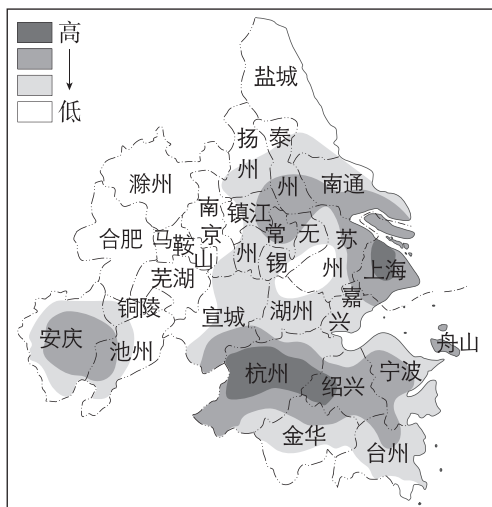 高
低
盐城
扬州
泰州
南通
滁州
南京
镇江
常州
无锡
苏州
上海
合肥
马鞍山
芜湖
铜陵
宣城
湖州
嘉兴
安庆
池州
杭州
绍兴
宁波
舟山
金华
台州